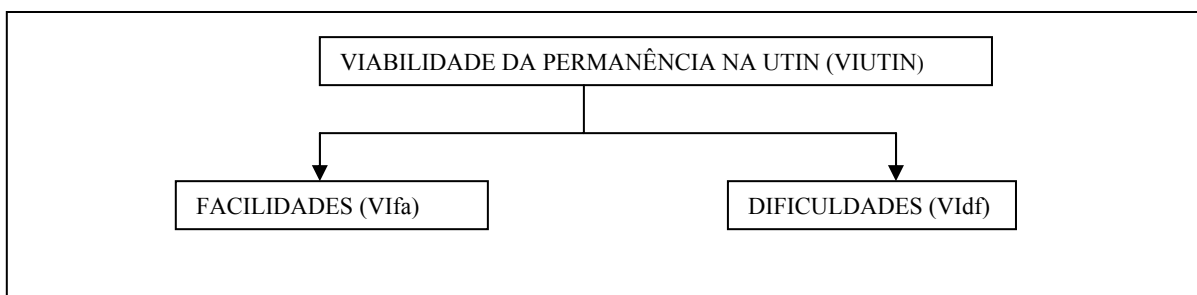 VIABILIDADE DA PERMANÊNCIA NA UTIN (VIUTIN)
FACILIDADES (VIfa)
DIFICULDADES (VIdf)